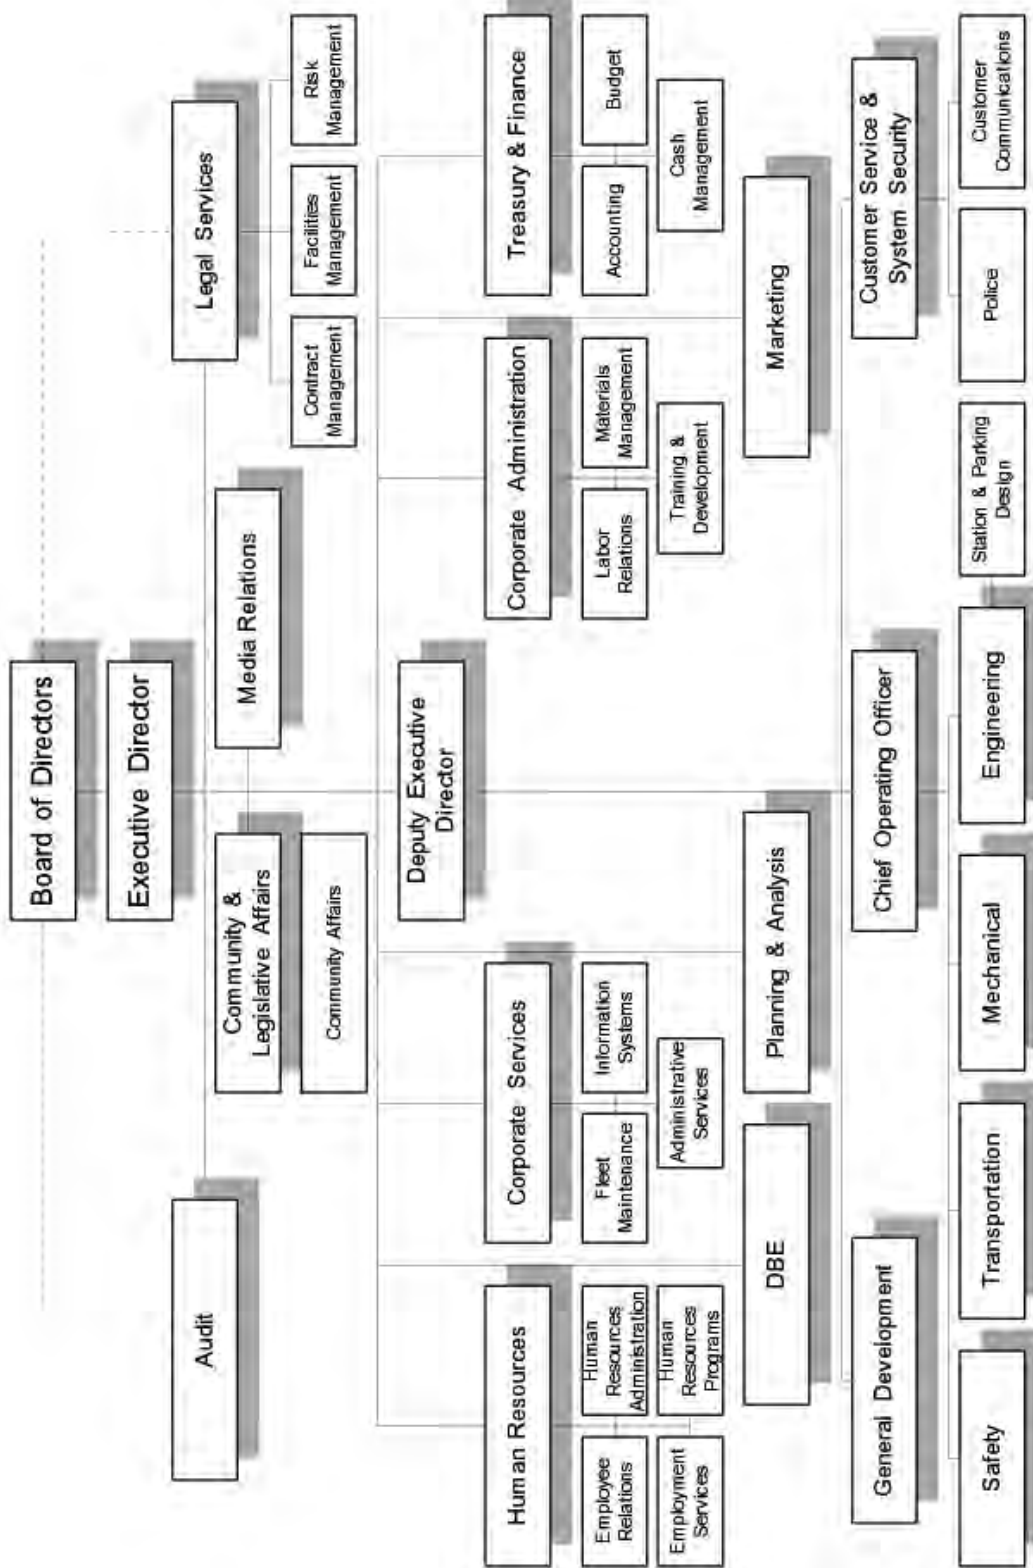 Board of Directors
Executive Director
Audit
Legal Services
Community &
Legislative Affairs
Media Relations
Community Affairs
Contract
Management
Facilities
Management
Risk
Management
Deputy Executive
Director
Human Resources
Corporate Services
Corporate Administration
Treasury & Finance
Employee
Relations
Human
Resources
Administration
Fleet
Maintenance
Information
Systems
Labor
Relations
Materials
Management
Accounting
Budget
Employment
Services
Human
Resources
Programs
Administrative
Services
Training &
Development
Cash
Management
DBE
Planning & Analysis
Marketing
General Development
Chief Operating Officer
Customer Service &
System Security
Safety
Transportation
Mechanical
Engineering
Station & Parking
Design
Police
Customer
Communications